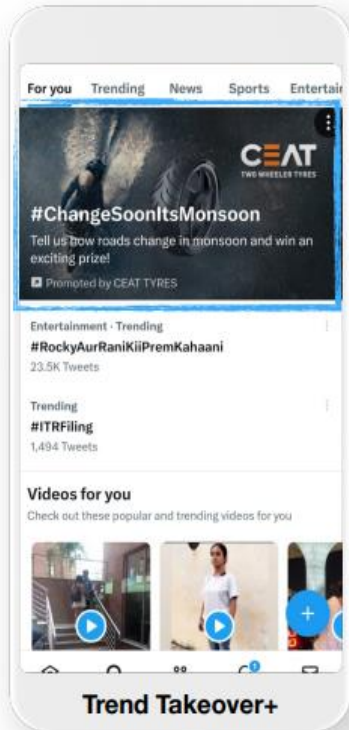 For you Trending News Sports Entertain
CEAT
TWO WHEELER TYRES
#ChangeSoonItsMonsoon
Tell us how roads change in monsoon and win an
exciting prize!
Promoted by CEAT TYRES
Entertainment · Trending
#RockyAurRaniKiiPremKahaani
23.5K Tweets
Trending
#ITRFiling
1,494 Tweets
Videos for you
Check out these popular and trending videos for you
1
Trend Takeover+